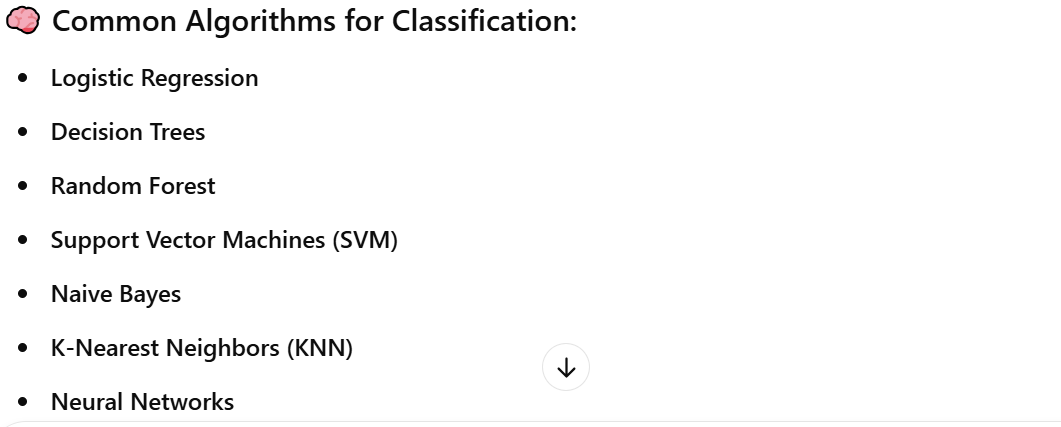 🧠 Common Algorithms for Classification:
• Logistic Regression
• Decision Trees
• Random Forest
• Support Vector Machines (SVM)
• Naive Bayes
• K-Nearest Neighbors (KNN)
• Neural Networks